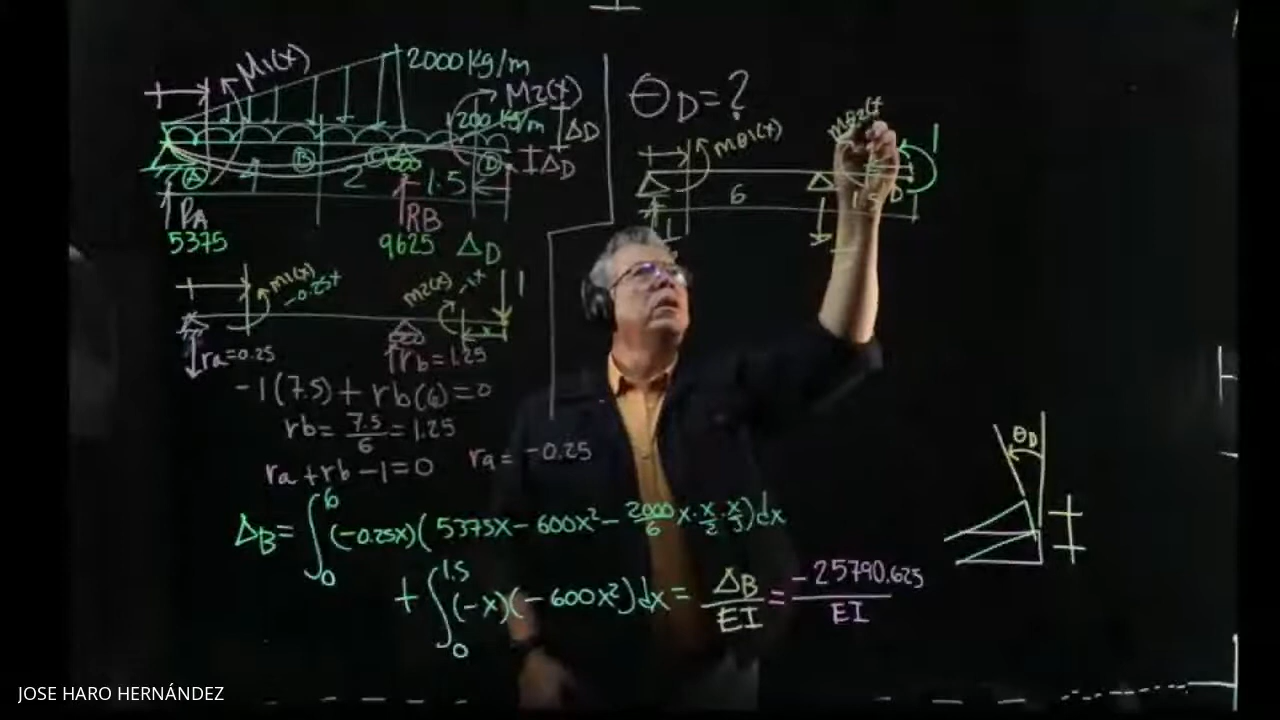 M1(x)
2000 Kg/m
M2(x)
1200 Kg/m
ΔD
ΔD
A
B
C
D
4
2
1.5
RA
RB
5375
9625
ΔD
M1(x)
-0.25x
m2(x)
-1x
1
x
ra=0.25
rb=1.25
-1(7.5) + rb(6)=0
rb= 7.5/6 = 1.25
ra+rb -1=0
ra= -0.25
ΔB= ∫₀⁶ (-0.25x)(5375x - 600x² - 2000/6 x·x/2·x/3)dx
+ ∫₀^1.5 (-x)(-600x²)dx = ΔB/EI = -25790.625/EI
ΘD=?
mθ1(x)
mθ2(x
1
6
D
θD
JOSE HARO HERNÁNDEZ